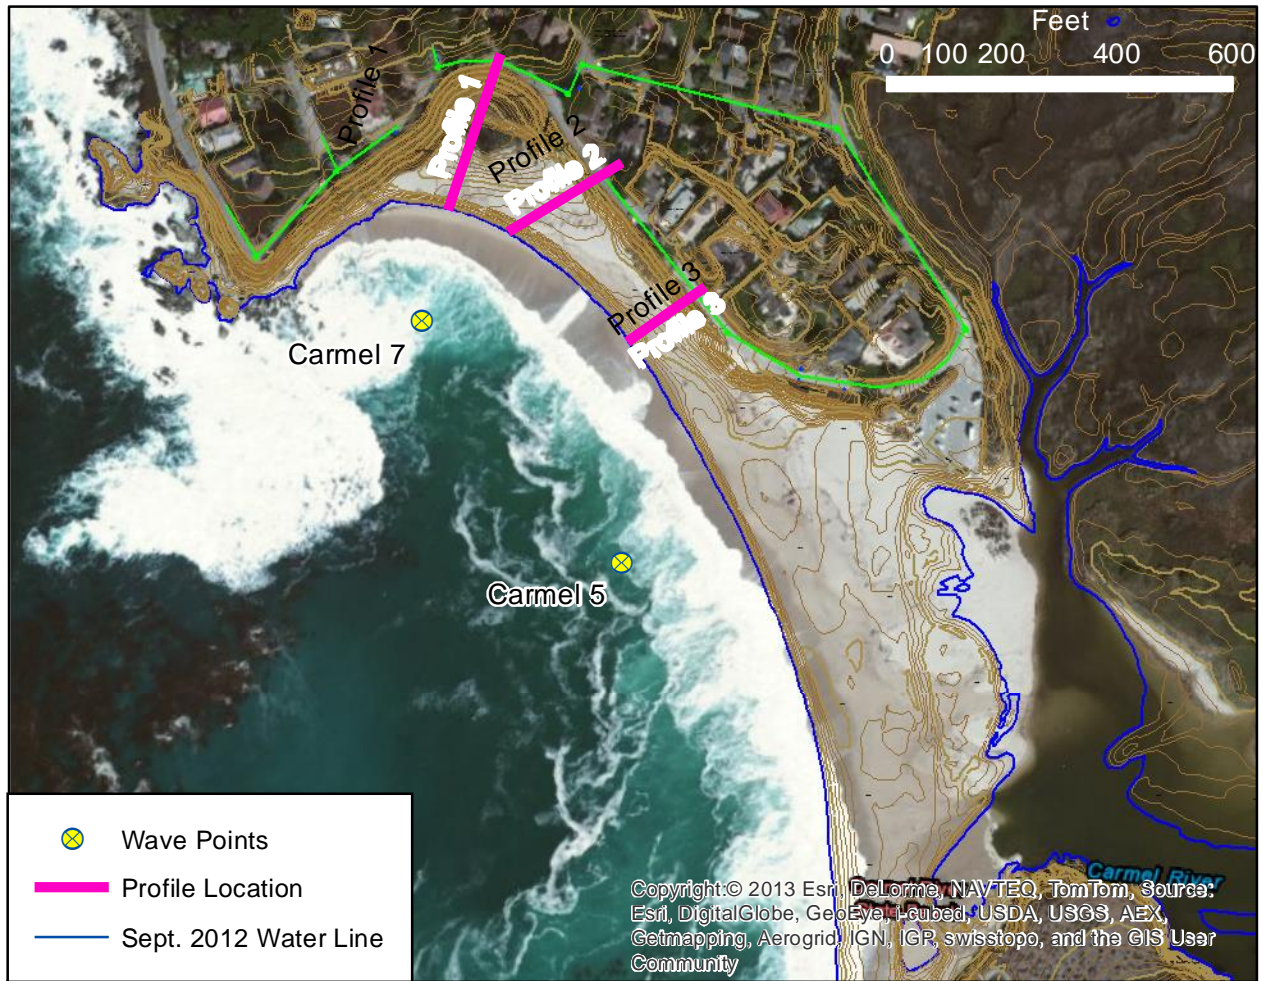 Feet
0 100 200 400 600
Profile 1
Profile 1
Profile 2
Profile 2
Profile 3
Profile 3
Carmel 7
Carmel 5
Wave Points
Profile Location
Sept. 2012 Water Line
Carmel River
Copyright:© 2013 Esri, DeLorme, NAVTEQ, TomTom, Source:
Esri, DigitalGlobe, GeoEye, i-cubed, USDA, USGS, AEX,
Getmapping, Aerogrid, IGN, IGP, swisstopo, and the GIS User
Community